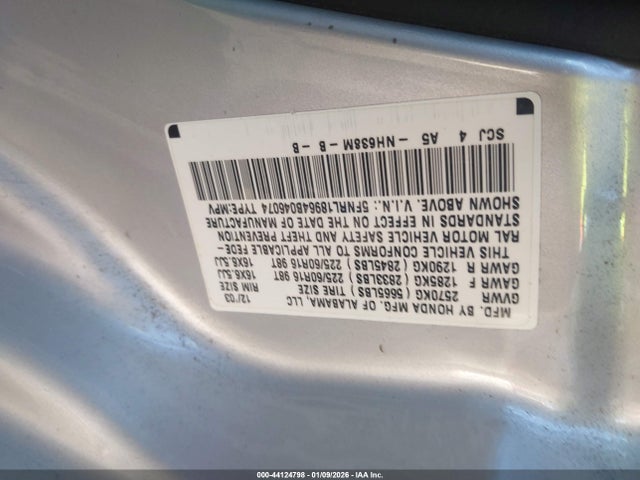 MFD. BY HONDA MFG. OF ALABAMA, LLC 12/03
GVWR 2570KG ( 5665LBS ) TIRE SIZE RIM SIZE
GAWR F 1285KG ( 2833LBS ) 225/60R16 98T 16X6.5JJ
GAWR R 1290KG ( 2845LBS ) 225/60R16 98T 16X6.5JJ
THIS VEHICLE CONFORMS TO ALL APPLICABLE FEDE-
RAL MOTOR VEHICLE SAFETY AND THEFT PREVENTION
STANDARDS IN EFFECT ON THE DATE OF MANUFACTURE
SHOWN ABOVE. V.I.N.: 5FNRL18964B046074 TYPE:MPV
SCJ 4 A5 - NH638M - B - B
000-44124798 - 01/09/2026 - IAA Inc.